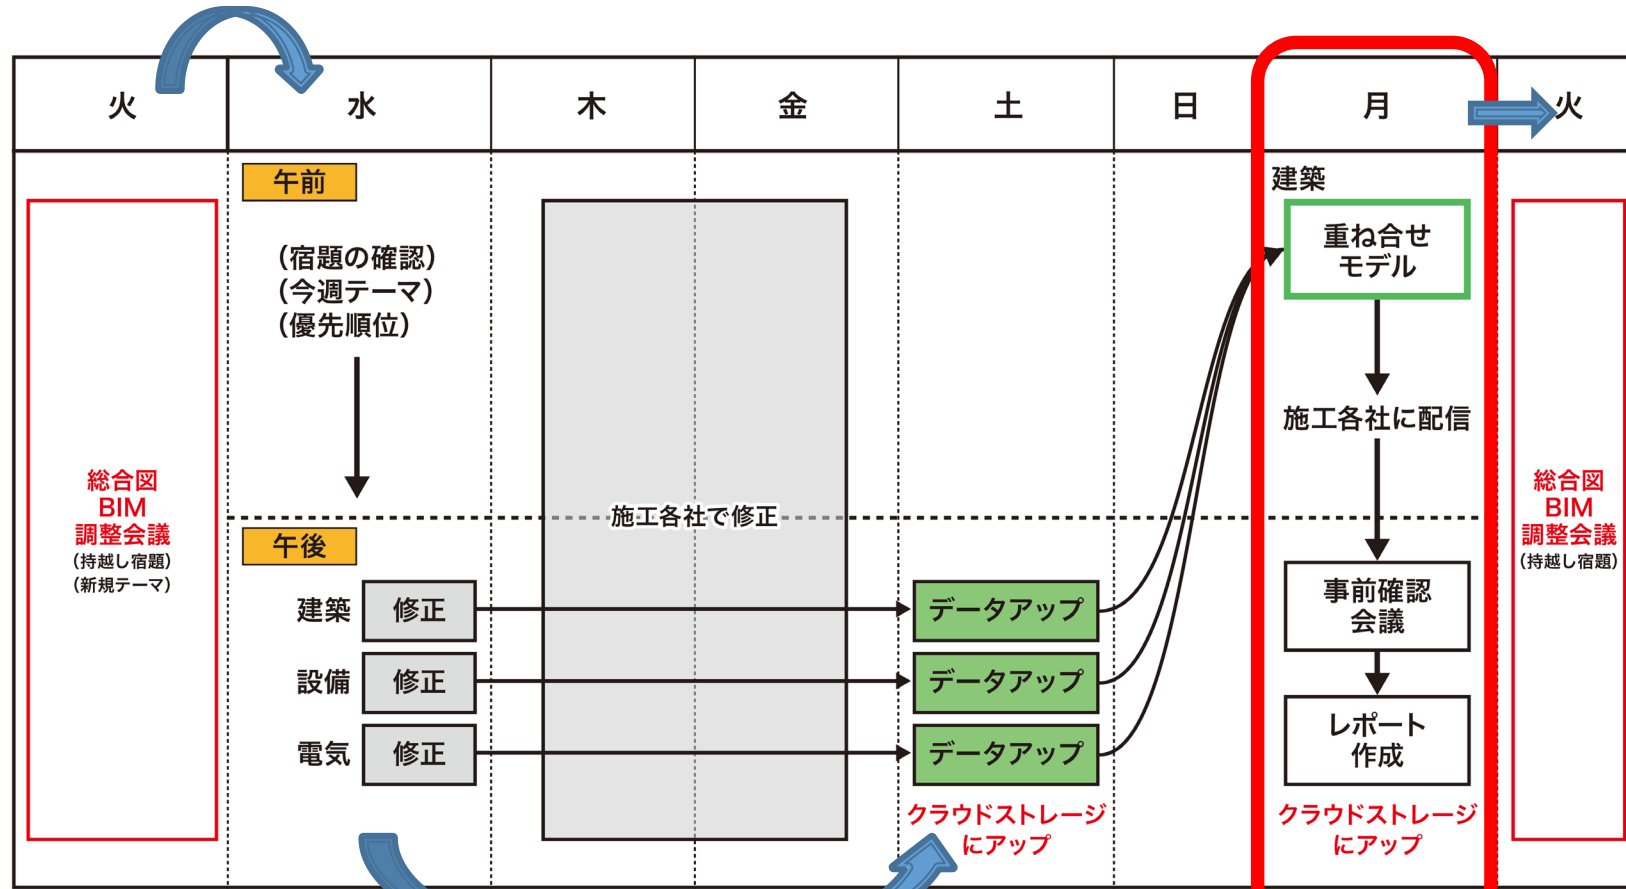 火
水
木
金
土
日
月
火
総合図
BIM
調整会議
（持越し宿題）
（新規テーマ）
午前
（宿題の確認）
（今週テーマ）
（優先順位）
午後
建築
修正
設備
修正
電気
修正
施工各社で修正
データアップ
データアップ
データアップ
クラウドストレージ
にアップ
建築
重ね合せ
モデル
施工各社に配信
事前確認
会議
レポート
作成
クラウドストレージ
にアップ
総合図
BIM
調整会議
（持越し宿題）